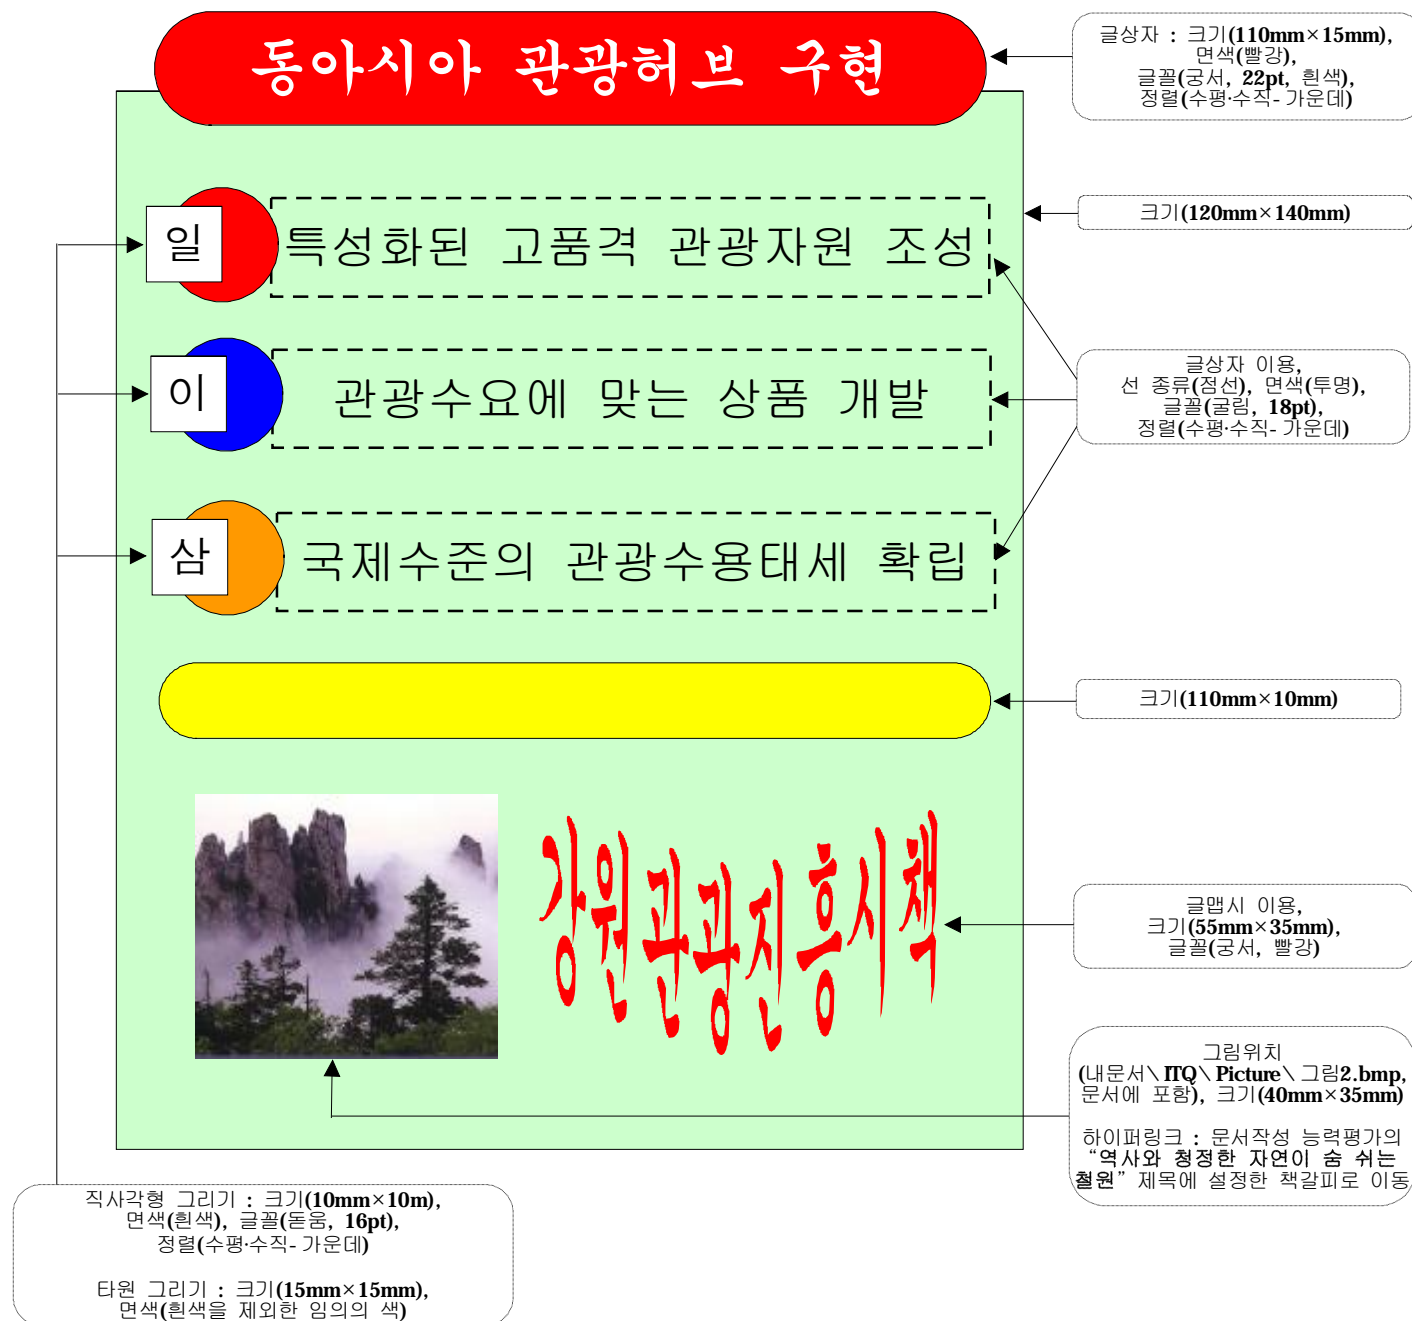 동아시아 관광허브 구현
글상자 : 크기(110mm×15mm),
면색(빨강),
글꼴(궁서, 22pt, 흰색),
정렬(수평·수직-가운데)
크기(120mm×140mm)
일
특성화된 고품격 관광자원 조성
이
관광수요에 맞는 상품 개발
글상자 이용,
선 종류(점선), 면색(투명),
글꼴(굴림, 18pt),
정렬(수평·수직-가운데)
삼
국제수준의 관광수용태세 확립
크기(110mm×10mm)
강원관광진흥시책
글맵시 이용,
크기(55mm×35mm),
글꼴(궁서, 빨강)
그림위치
(내문서\ITQ\Picture\그림2.bmp,
문서에 포함), 크기(40mm×35mm)
하이퍼링크 : 문서작성 능력평가의
“역사와 청정한 자연이 숨 쉬는
철원” 제목에 설정한 책갈피로 이동
직사각형 그리기 : 크기(10mm×10m),
면색(흰색), 글꼴(돋움, 16pt),
정렬(수평·수직-가운데)
타원 그리기 : 크기(15mm×15mm),
면색(흰색을 제외한 임의의 색)